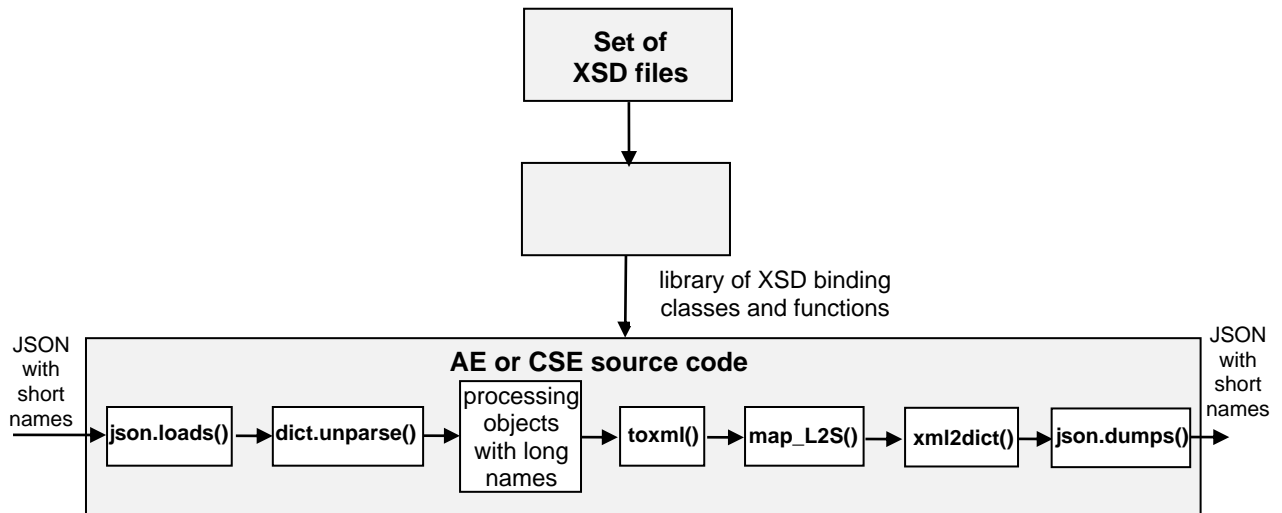 Set of
XSD files
library of XSD binding
classes and functions
JSON
with
short
names
AE or CSE source code
json.loads()
dict.unparse()
processing
objects
with long
names
toxml()
map_L2S()
xml2dict()
json.dumps()
JSON
with
short
names